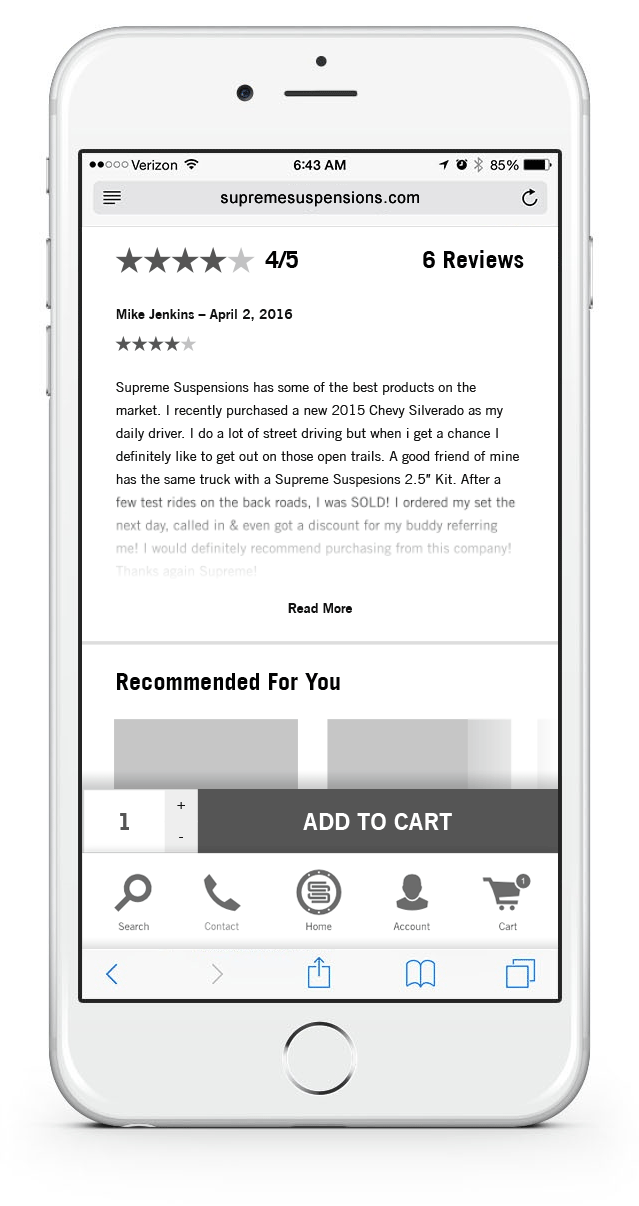 Verizon 6:43 AM 85%
supremesuspensions.com
4/5 6 Reviews
Mike Jenkins – April 2, 2016
Supreme Suspensions has some of the best products on the
market. I recently purchased a new 2015 Chevy Silverado as my
daily driver. I do a lot of street driving but when i get a chance I
definitely like to get out on those open trails. A good friend of mine
has the same truck with a Supreme Suspesions 2.5" Kit. After a
few test rides on the back roads, I was SOLD! I ordered my set the
next day, called in & even got a discount for my buddy referring
me! I would definitely recommend purchasing from this company!
Thanks again Supreme!
Read More
Recommended For You
1 + - ADD TO CART
1
Search Contact Home Account Cart